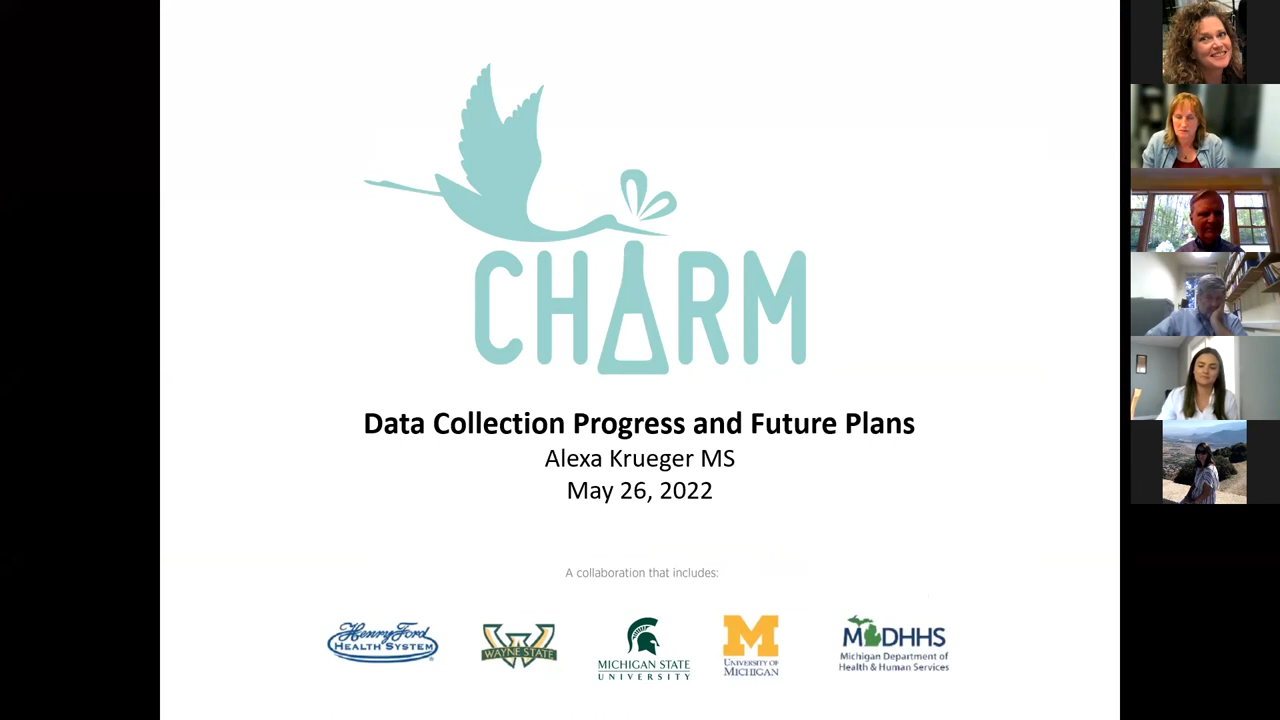 CHARM
Data Collection Progress and Future Plans
Alexa Krueger MS
May 26, 2022
A collaboration that includes:
Henry Ford
HEALTH SYSTEM
WAYNE STATE
MICHIGAN STATE
UNIVERSITY
M
UNIVERSITY OF
MICHIGAN
MDHHS
Michigan Department of
Health & Human Services